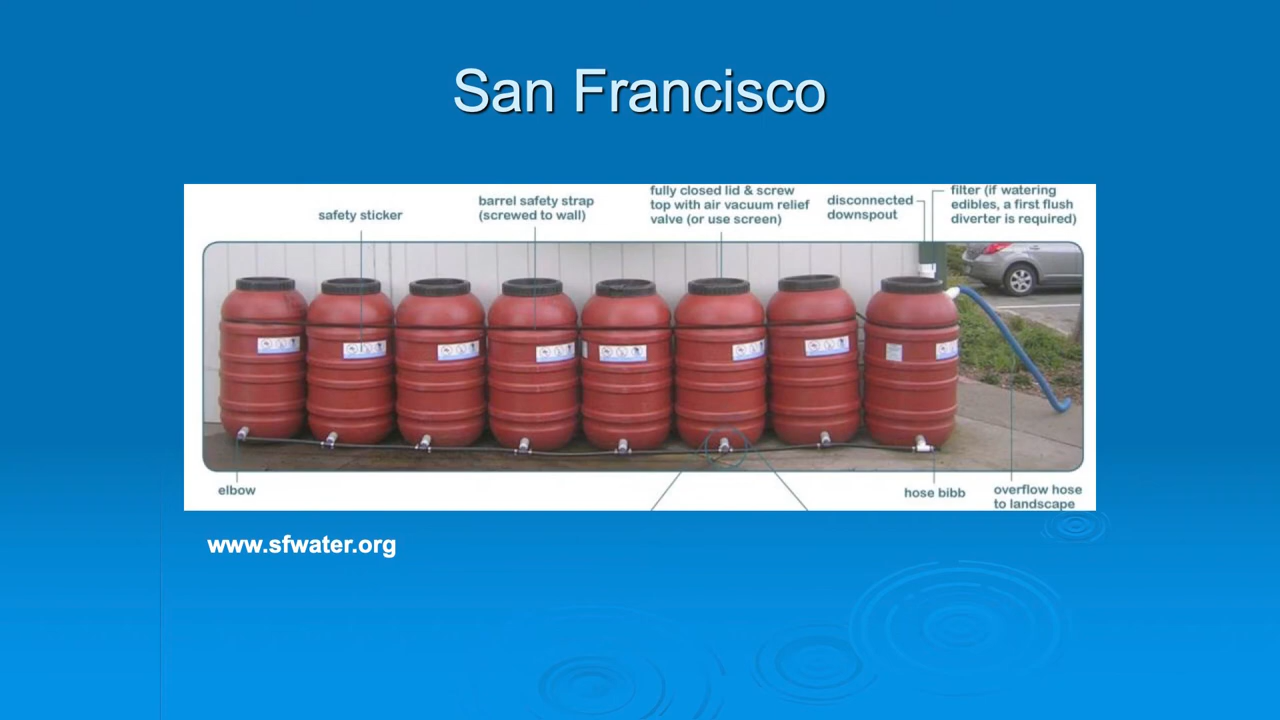 San Francisco
safety sticker
barrel safety strap
(screwed to wall)
fully closed lid & screw
top with air vacuum relief
valve (or use screen)
disconnected
downspout
filter (if watering
edibles, a first flush
diverter is required)
elbow
hose bibb
overflow hose
to landscape
www.sfwater.org